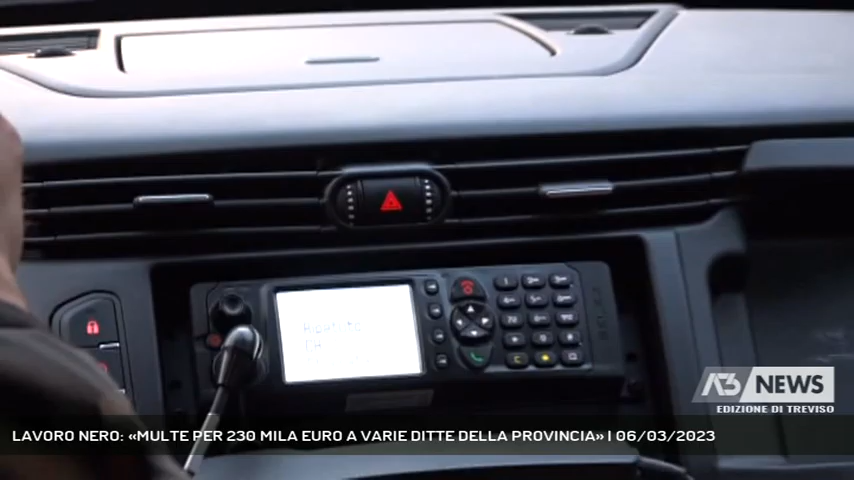 A3 NEWS
EDIZIONE DI TREVISO
LAVORO NERO: «MULTE PER 230 MILA EURO A VARIE DITTE DELLA PROVINCIA» | 06/03/2023